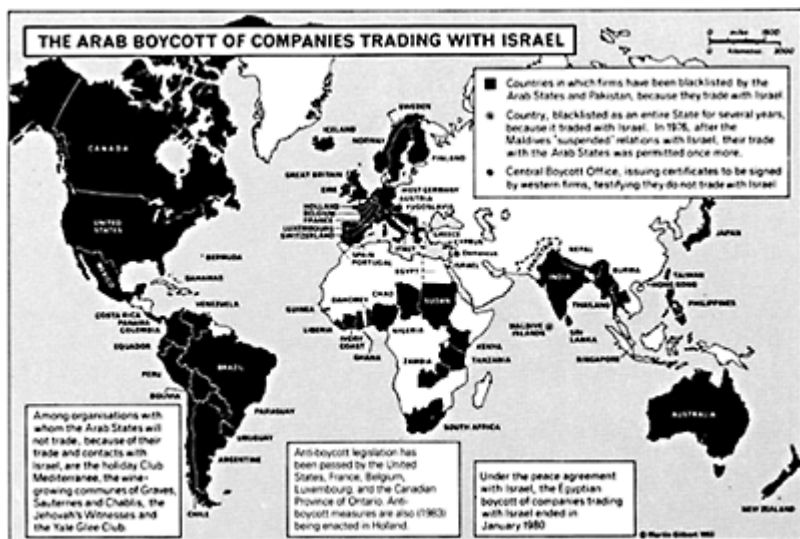 THE ARAB BOYCOTT OF COMPANIES TRADING WITH ISRAEL
0 miles 1500
0 Kilometres 2000
Countries in which firms have been blacklisted by the
Arab States and Pakistan, because they trade with Israel
Country, blacklisted as an entire State for several years,
because it traded with Israel. In 1976, after the
Maldives "suspended" relations with Israel, their trade
with the Arab States was permitted once more.
Central Boycott Office, issuing certificates to be signed
by western firms, testifying they do not trade with Israel
CANADA
UNITED
STATES
MEXICO
BERMUDA
BAHAMAS
VENEZUELA
COSTA RICA
PANAMA
COLOMBIA
EQUADOR
PERU
BRAZIL
BOLIVIA
PARAGUAY
URUGUAY
ARGENTINE
CHILE
ICELAND
SWEDEN
NORWAY
FINLAND
GREAT BRITAIN
EIRE
WEST GERMANY
AUSTRIA
YUGOSLAVIA
HOLLAND
BELGIUM
FRANCE
LUXEMBOURG
SWITZERLAND
GREECE
CYPRUS
Damascus
ITALY
ISRAEL
SPAIN
PORTUGAL
EGYPT
CHAD
SUDAN
DAHOMEY
GUINEA
LIBERIA
IVORY
COAST
GHANA
NIGERIA
KENYA
TANZANIA
ZAMBIA
SOUTH AFRICA
NEPAL
INDIA
BURMA
JAPAN
TAIWAN
HONG KONG
THAILAND
PHILIPPINES
MALDIVE
ISLANDS
SRI
LANKA
SINGAPORE
AUSTRALIA
NEW ZEALAND
Among organisations with
whom the Arab States will
not trade, because of their
trade and contacts with
Israel, are the holiday Club
Mediterranee, the wine-
growing communes of Graves,
Sauternes and Chablis, the
Jehovah's Witnesses and
the Yale Glee Club.
Anti-boycott legislation has
been passed by the United
States, France, Belgium,
Luxembourg, and the Canadian
Province of Ontario. Anti-
boycott measures are also (1983)
being enacted in Holland.
Under the peace agreement
with Israel, the Egyptian
boycott of companies trading
with Israel ended in
January 1980
© Martin Gilbert